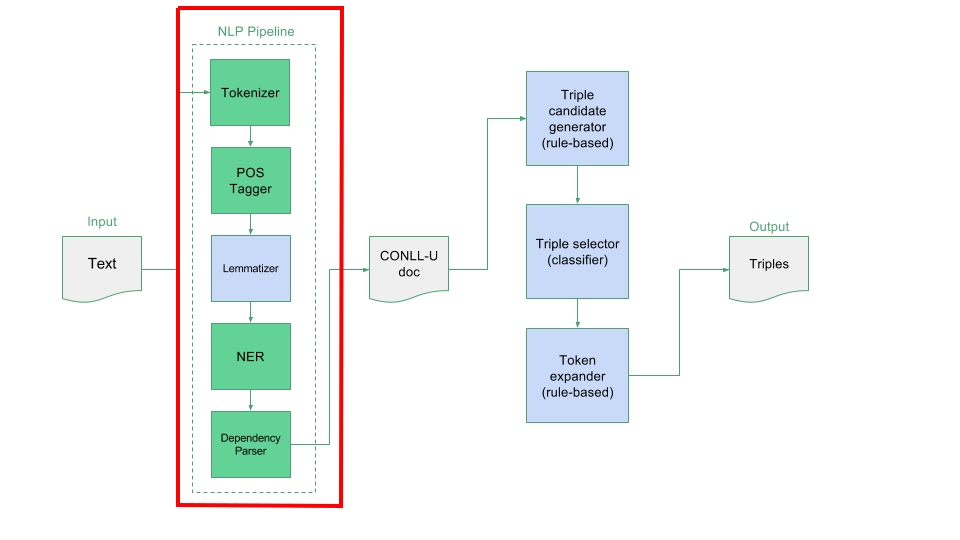 NLP Pipeline
Tokenizer
POS
Tagger
Lemmatizer
NER
Dependency
Parser
Input
Text
CONLL-U
doc
Triple
candidate
generator
(rule-based)
Triple selector
(classifier)
Token
expander
(rule-based)
Output
Triples